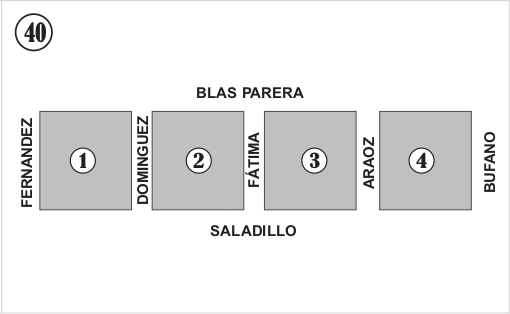 40
BLAS PARERA
FERNANDEZ
1
DOMINGUEZ
2
FÁTIMA
3
ARAOZ
4
BUFANO
SALADILLO